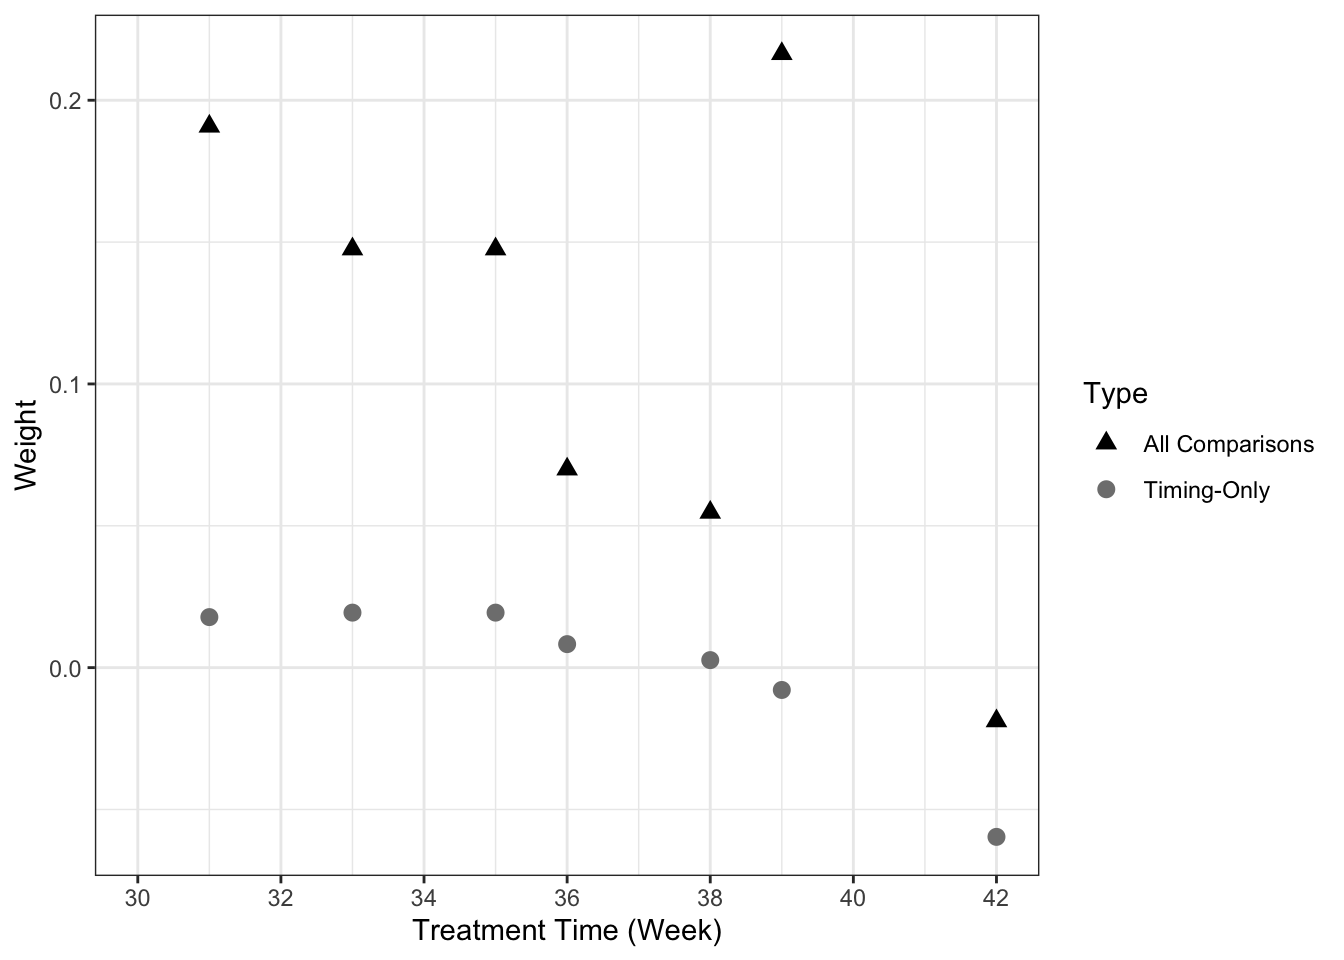 0.2
0.1
0.0
Weight
30 32 34 36 38 40 42
Treatment Time (Week)
Type
All Comparisons
Timing-Only